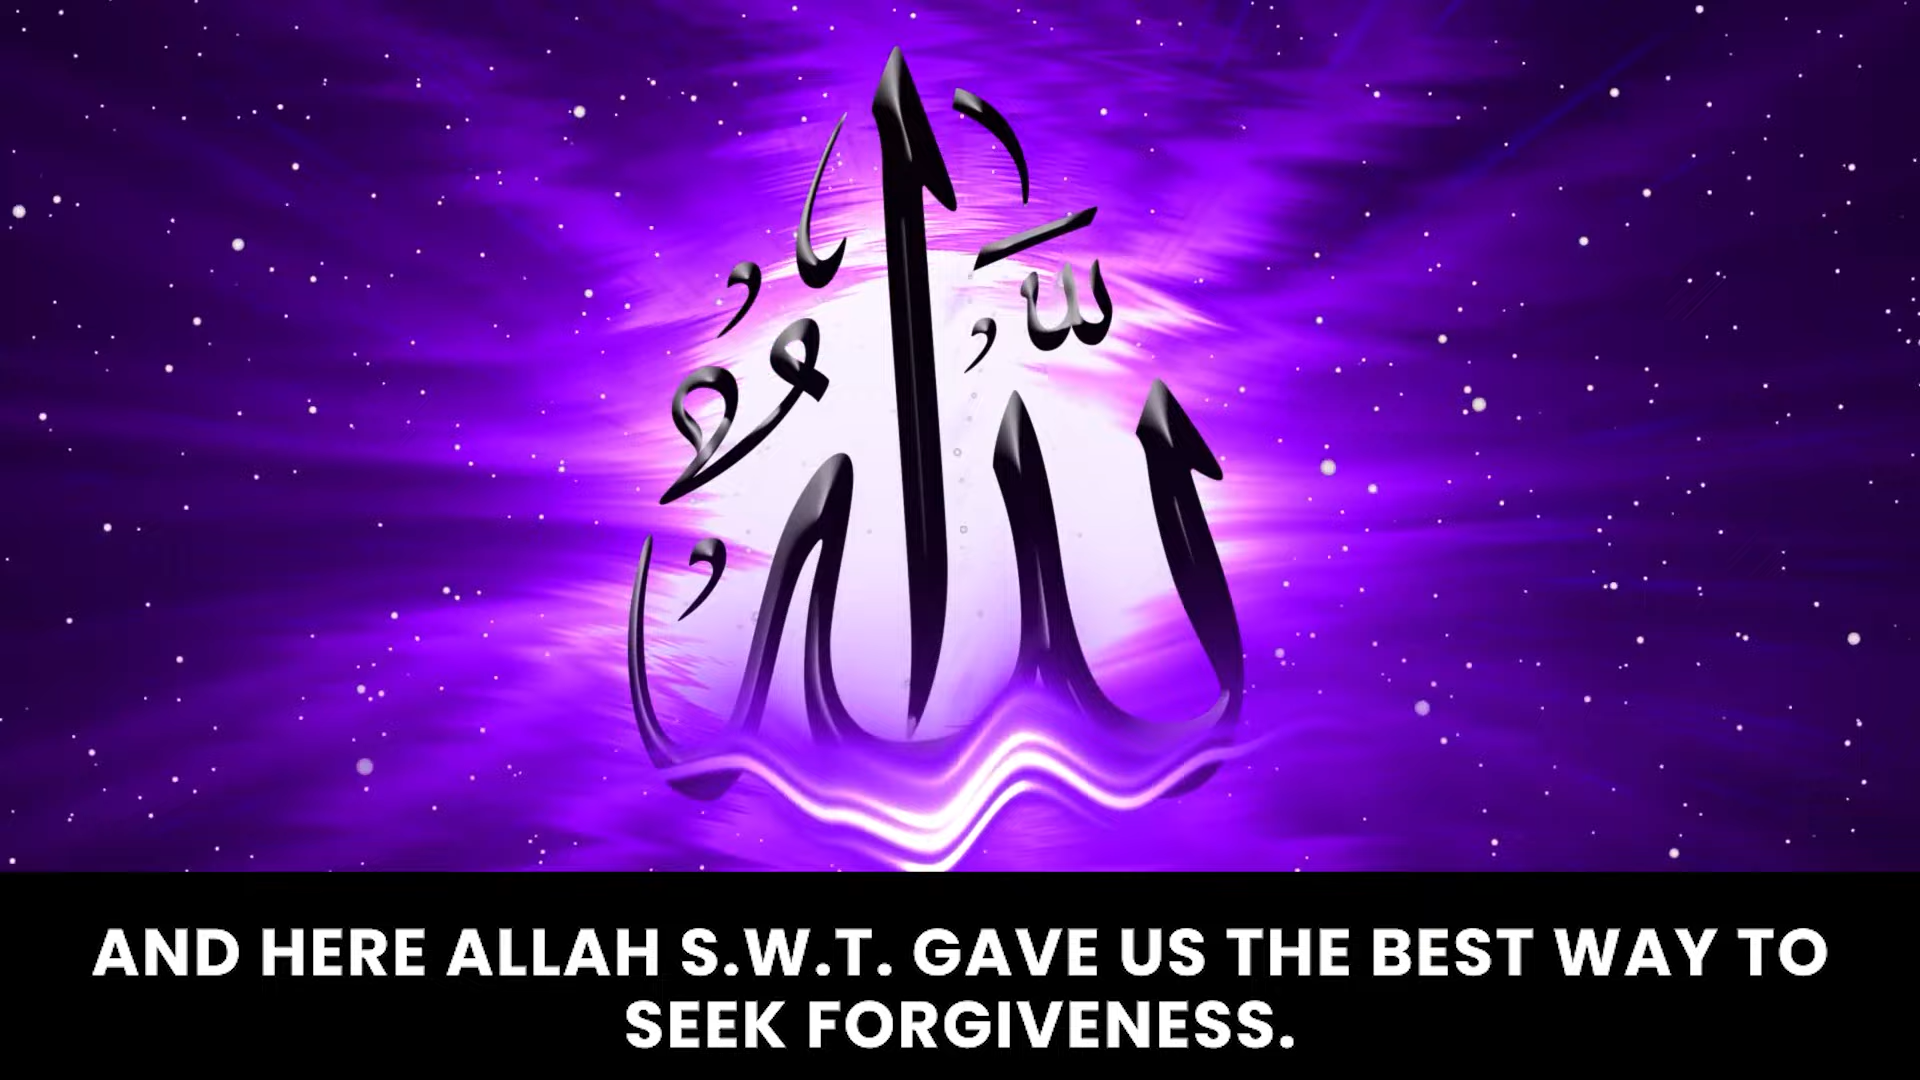 الله
AND HERE ALLAH S.W.T. GAVE US THE BEST WAY TO
SEEK FORGIVENESS.